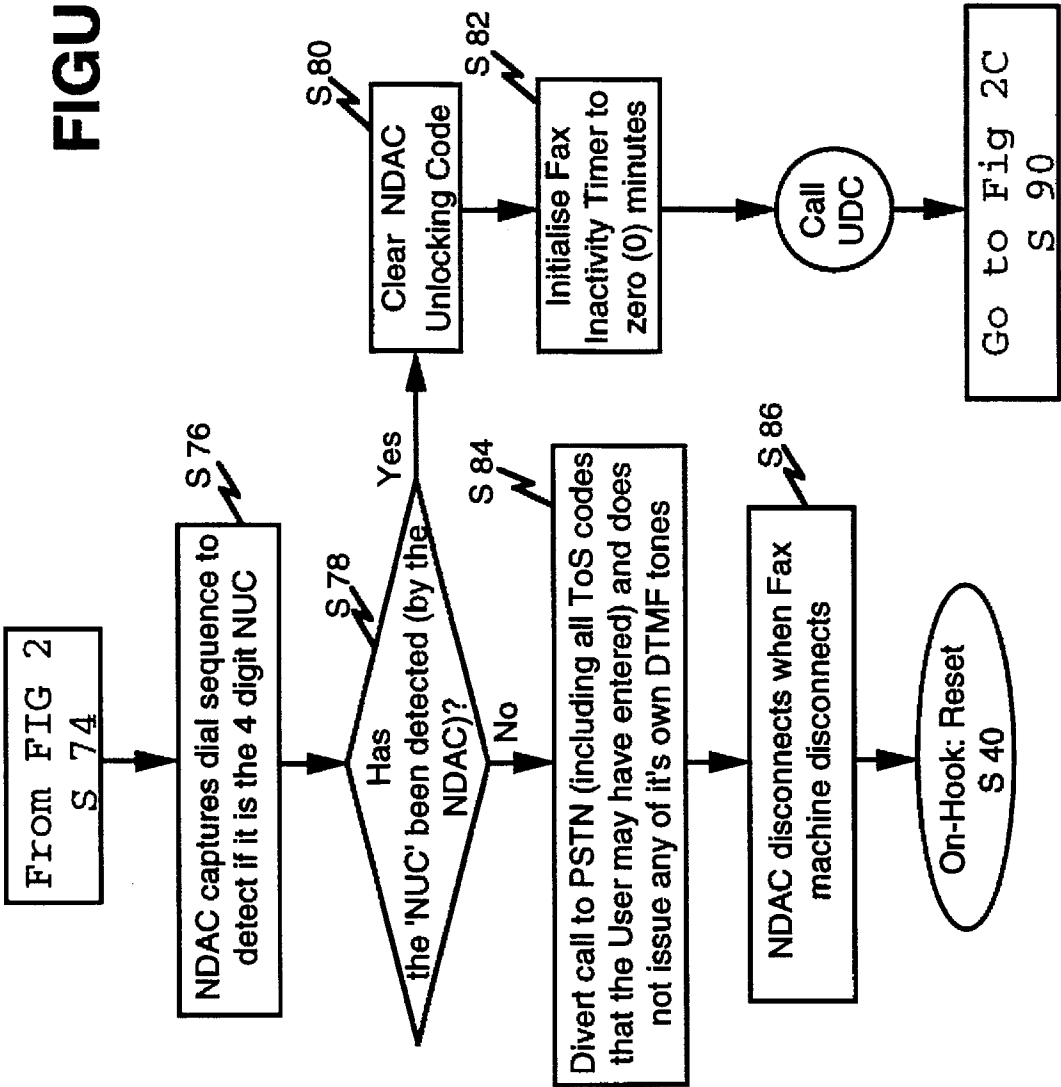 FIGU
From FIG 2
S 74
S 76
NDAC captures dial sequence to
detect if it is the 4 digit NUC
S 78
Has
the 'NUC' been detected (by the
NDAC)?
Yes
No
S 80
Clear NDAC
Unlocking Code
S 82
Initialise Fax
Inactivity Timer to
zero (0) minutes
Call
UDC
Go to Fig 2C
S 90
S 84
Divert call to PSTN (including all ToS codes
that the User may have entered) and does
not issue any of it's own DTMF tones
S 86
NDAC disconnects when Fax
machine disconnects
On-Hook: Reset
S 40